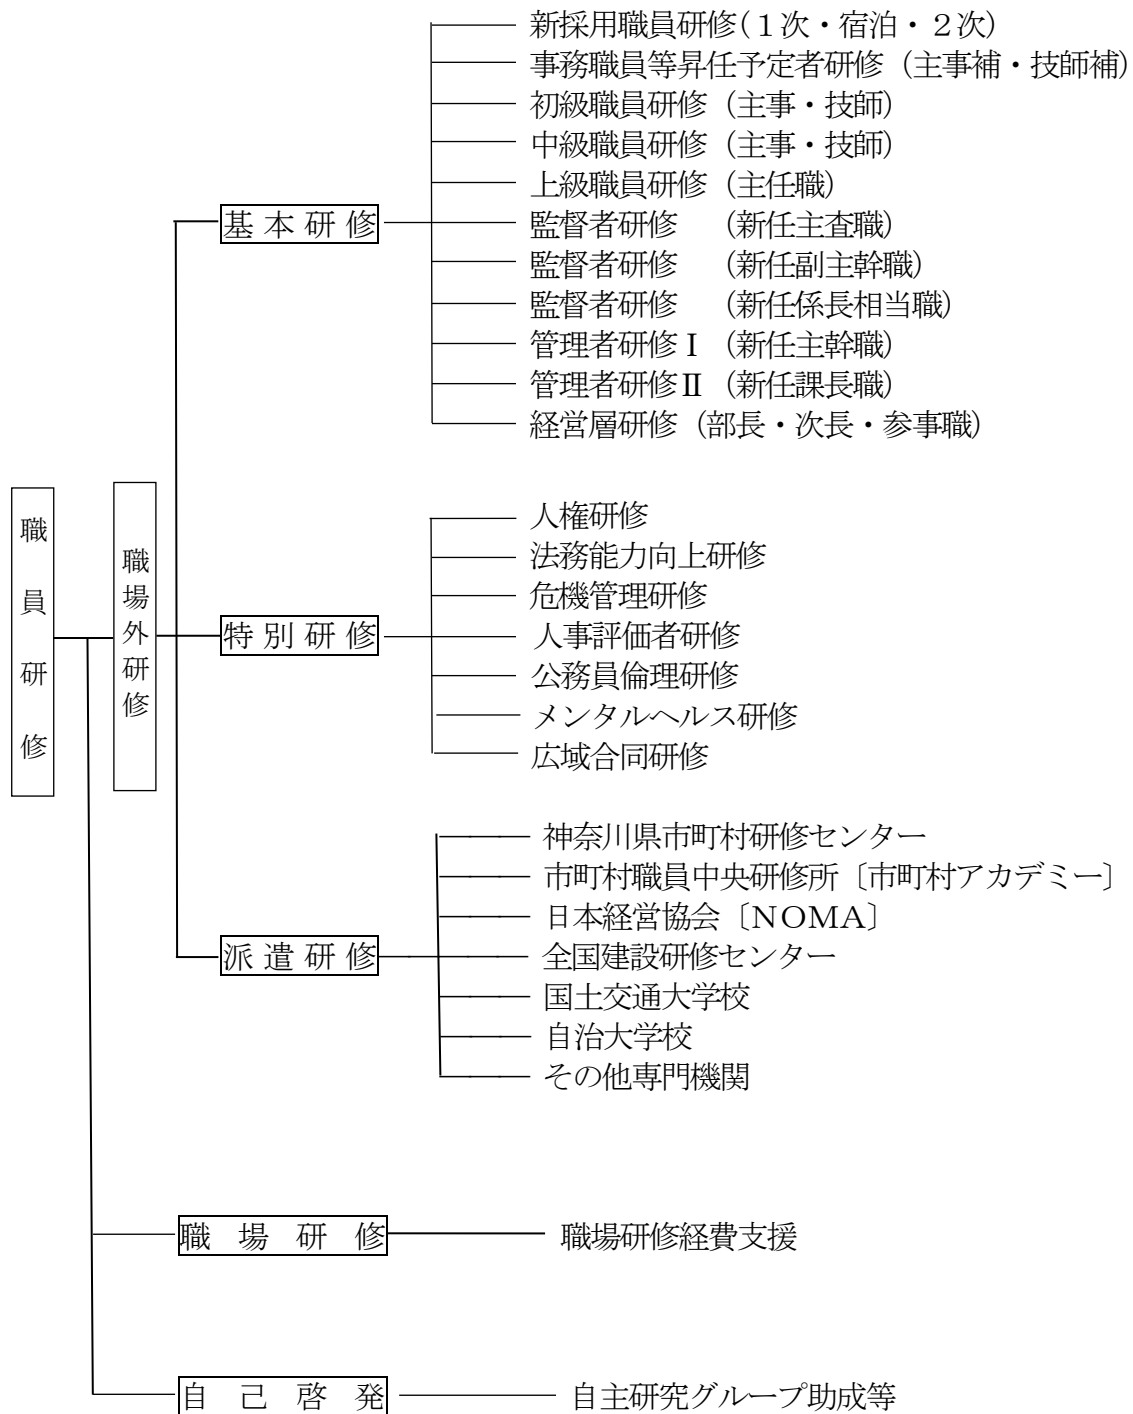 職員研修
職場外研修
基本研修
新採用職員研修(１次・宿泊・２次)
事務職員等昇任予定者研修（主事補・技師補）
初級職員研修（主事・技師）
中級職員研修（主事・技師）
上級職員研修（主任職）
監督者研修　（新任主査職）
監督者研修　（新任副主幹職）
監督者研修　（新任係長相当職）
管理者研修Ⅰ（新任主幹職）
管理者研修Ⅱ（新任課長職）
経営層研修（部長・次長・参事職）
特別研修
人権研修
法務能力向上研修
危機管理研修
人事評価者研修
公務員倫理研修
メンタルヘルス研修
広域合同研修
派遣研修
神奈川県市町村研修センター
市町村職員中央研修所〔市町村アカデミー〕
日本経営協会〔ＮＯＭＡ〕
全国建設研修センター
国土交通大学校
自治大学校
その他専門機関
職場研修
職場研修経費支援
自己啓発
自主研究グループ助成等